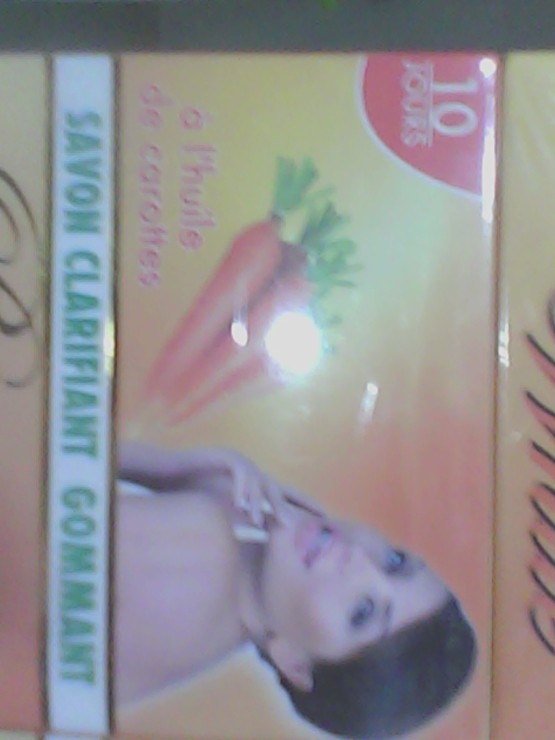 10
JOURS
à l'huile
de carottes
SAVON CLARIFIANT GOMMANT